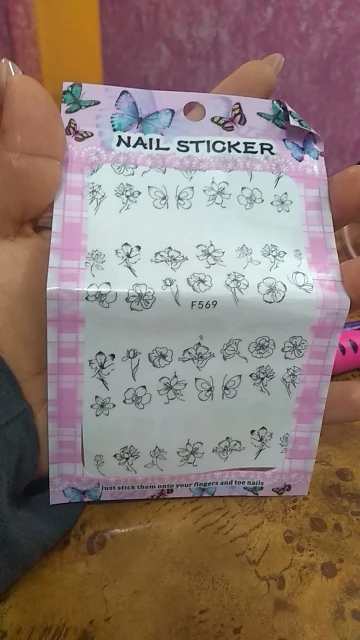 NAIL STICKER
F569
Just stick them onto your fingers and toe nails